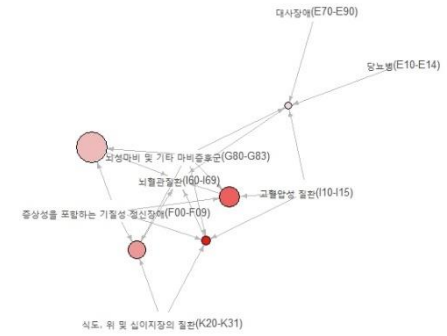 대사장애(E70-E90)
당뇨병(E10-E14)
뇌성마비 및 기타 마비증후군(G80-G83)
뇌혈관질환(I60-I69)
고혈압성 질환(I10-I15)
증상성을 포함하는 기질성 정신장애(F00-F09)
식도, 위 및 십이지장의 질환(K20-K31)